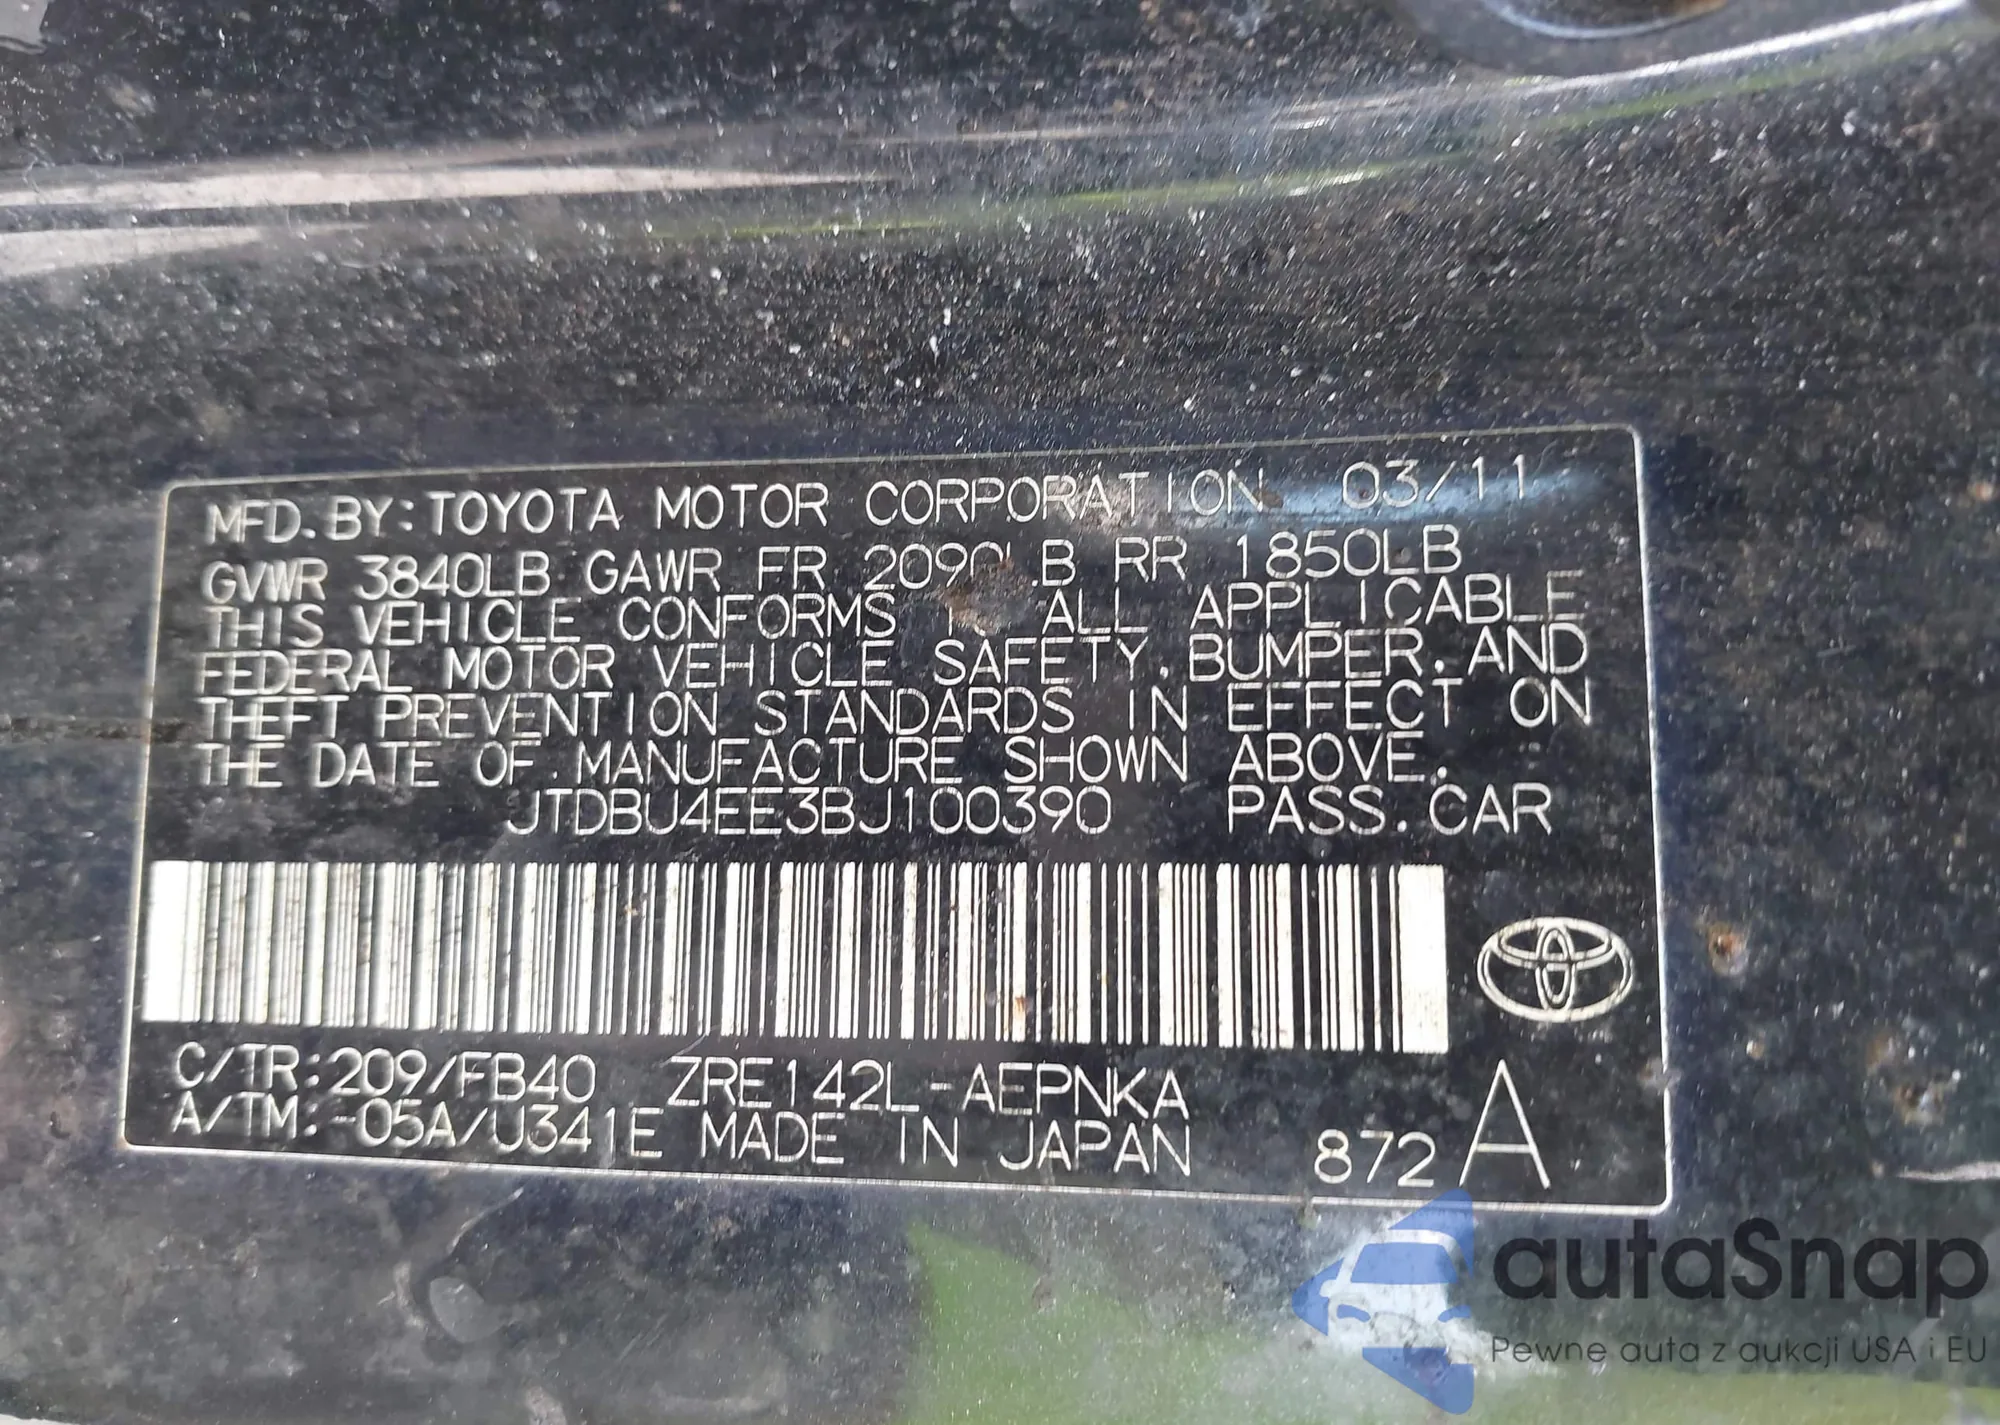 MFD.BY:TOYOTA MOTOR CORPORATION 03/11
GVWR 3840LB GAWR FR 2090LB RR 1850LB
THIS VEHICLE CONFORMS ALL APPLICABLE
FEDERAL MOTOR VEHICLE SAFETY,BUMPER,AND
THEFT PREVENTION STANDARDS IN EFFECT ON
THE DATE OF MANUFACTURE SHOWN ABOVE.
JTDBU4EE3BJ100390 PASS.CAR
C/TR:209/FB40 ZRE142L-AEPNKA
A/TM:-05A/U341E MADE IN JAPAN 872 A
autaSnap
Pewne auta z aukcji USA i EU